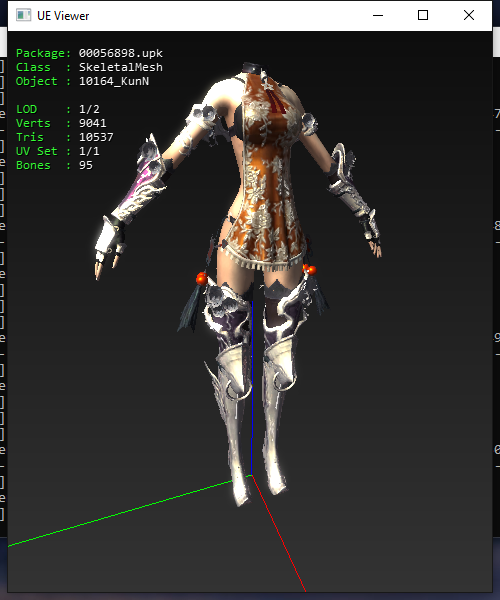 UE Viewer
Package: 00056898.upk
Class : SkeletalMesh
Object : 10164_KunN
LOD : 1/2
Verts : 9041
Tris : 10537
UV Set : 1/1
Bones : 95